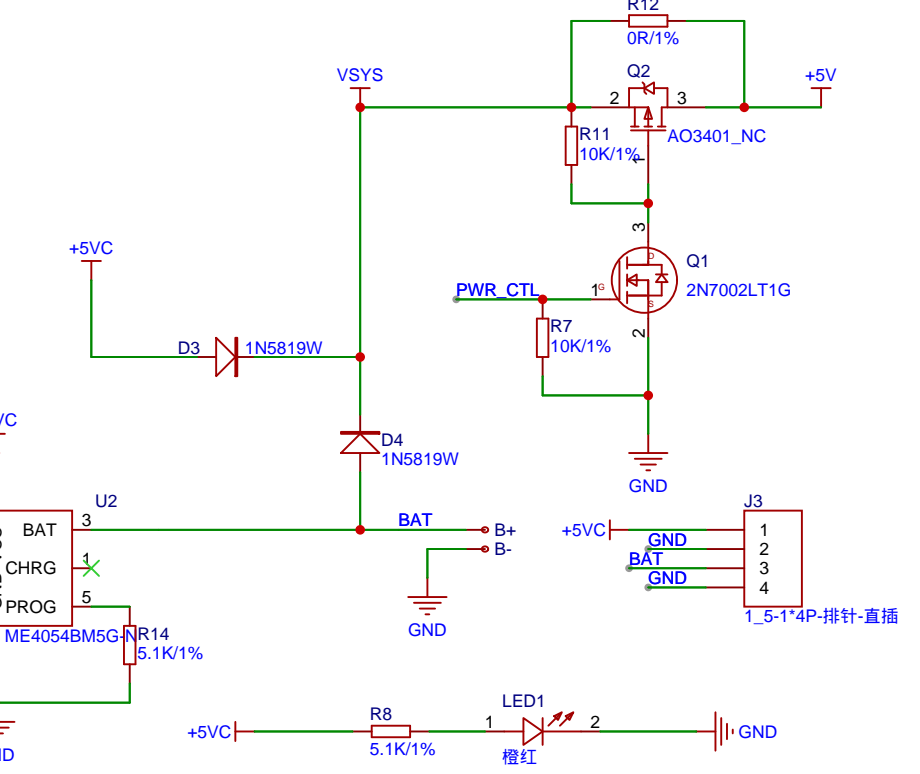 R12
0R/1%
VSYS
Q2
+5V
2
3
R11
10K/1%
1
AO3401_NC
+5VC
3
D
Q1
PWR_CTL
1
G
2N7002LT1G
S
R7
10K/1%
2
D3
1N5819W
D4
1N5819W
GND
U2
BAT
3
BAT
B+
B-
CHRG
1
PROG
5
ME4054BM5G-N
R14
5.1K/1%
GND
J3
+5VC
1
GND
2
BAT
3
GND
4
1_5-1*4P-排针-直插
LED1
R8
1
2
+5VC
GND
5.1K/1%
橙红